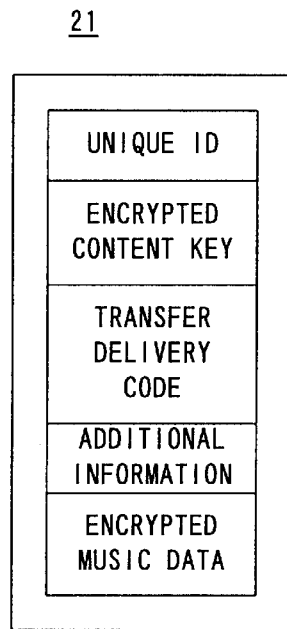 21
UNIQUE ID
ENCRYPTED
CONTENT KEY
TRANSFER
DELIVERY
CODE
ADDITIONAL
INFORMATION
ENCRYPTED
MUSIC DATA